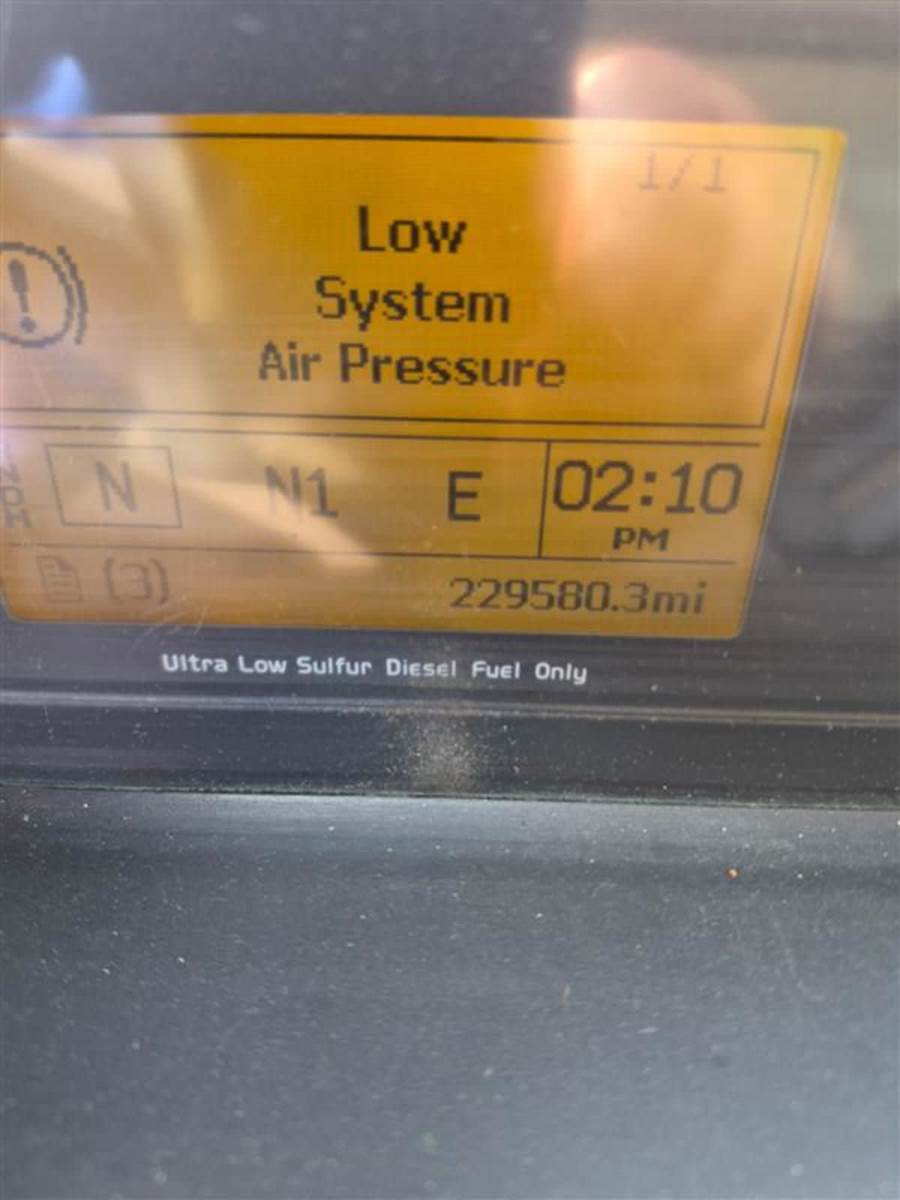 1/1
Low
System
Air Pressure
N N1 E 02:10
PM
(3) 229580.3mi
Ultra Low Sulfur Diesel Fuel Only